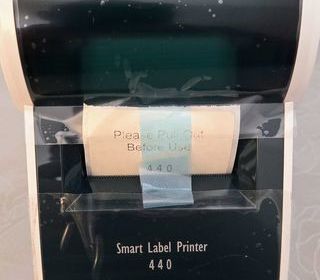 Please Pull Out
Before Use
440
Smart Label Printer
440